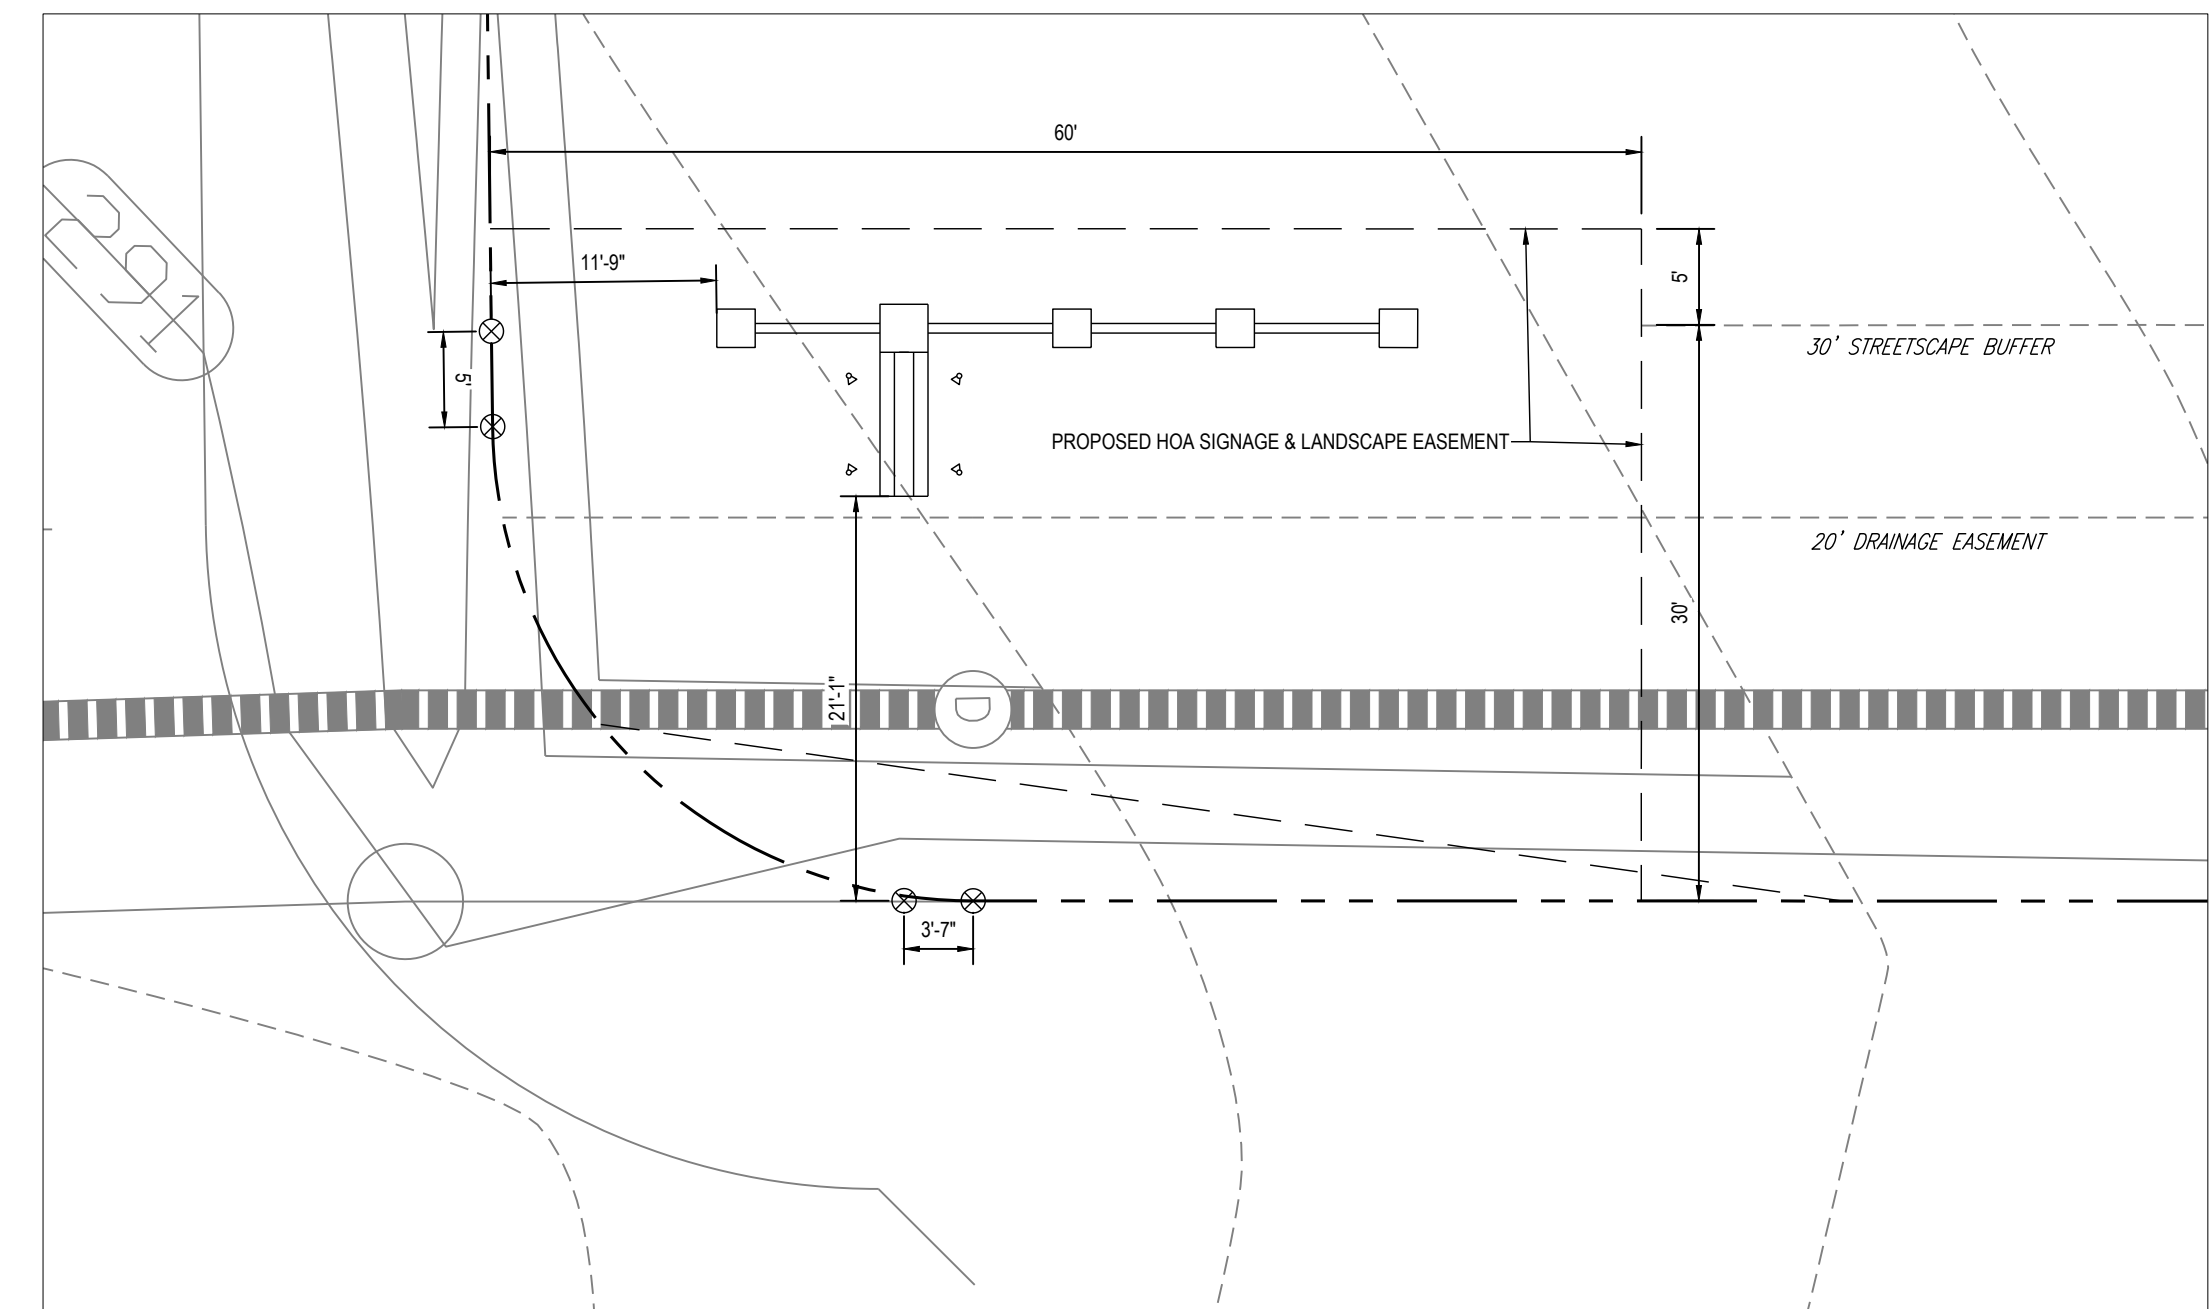 60'
11'-9"
5'
5'
30' STREETSCAPE BUFFER
PROPOSED HOA SIGNAGE & LANDSCAPE EASEMENT
20' DRAINAGE EASEMENT
30'
21'-1"
D
3'-7"